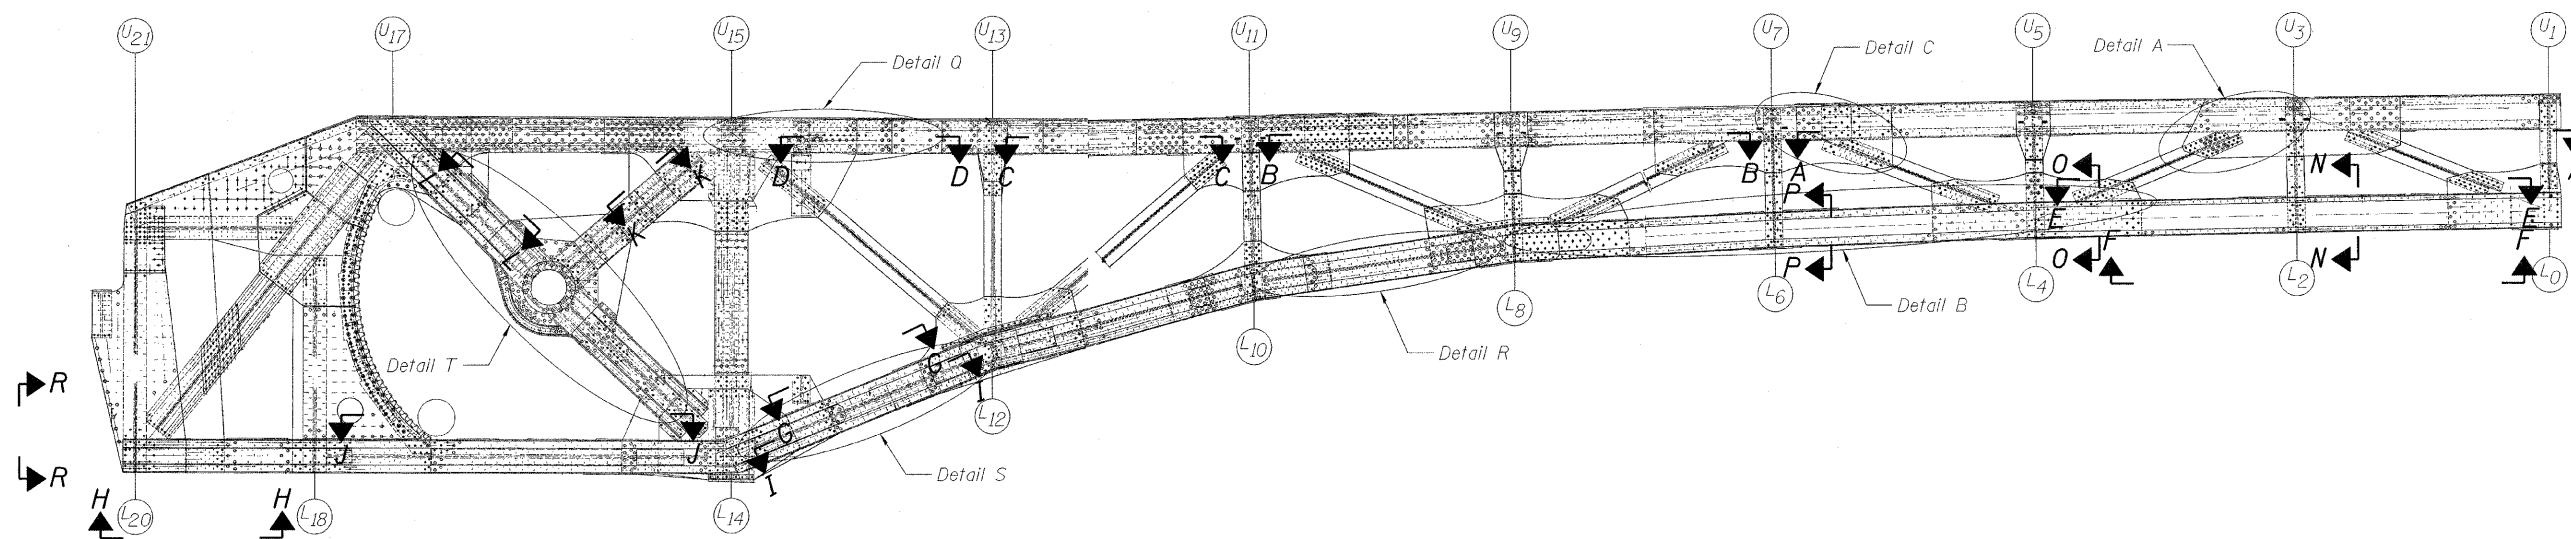 U21 U17 U15 U13 U11 U9 U7 U5 U3 U1
Detail Q
Detail C
Detail A
D D C C B B A O N
K P E E
K O F N F
P
G
Detail B
Detail R
Detail T
I
R
J J G
R
I
Detail S
H H
L20 L18 L14 L12 L10 L8 L6 L4 L2 L0